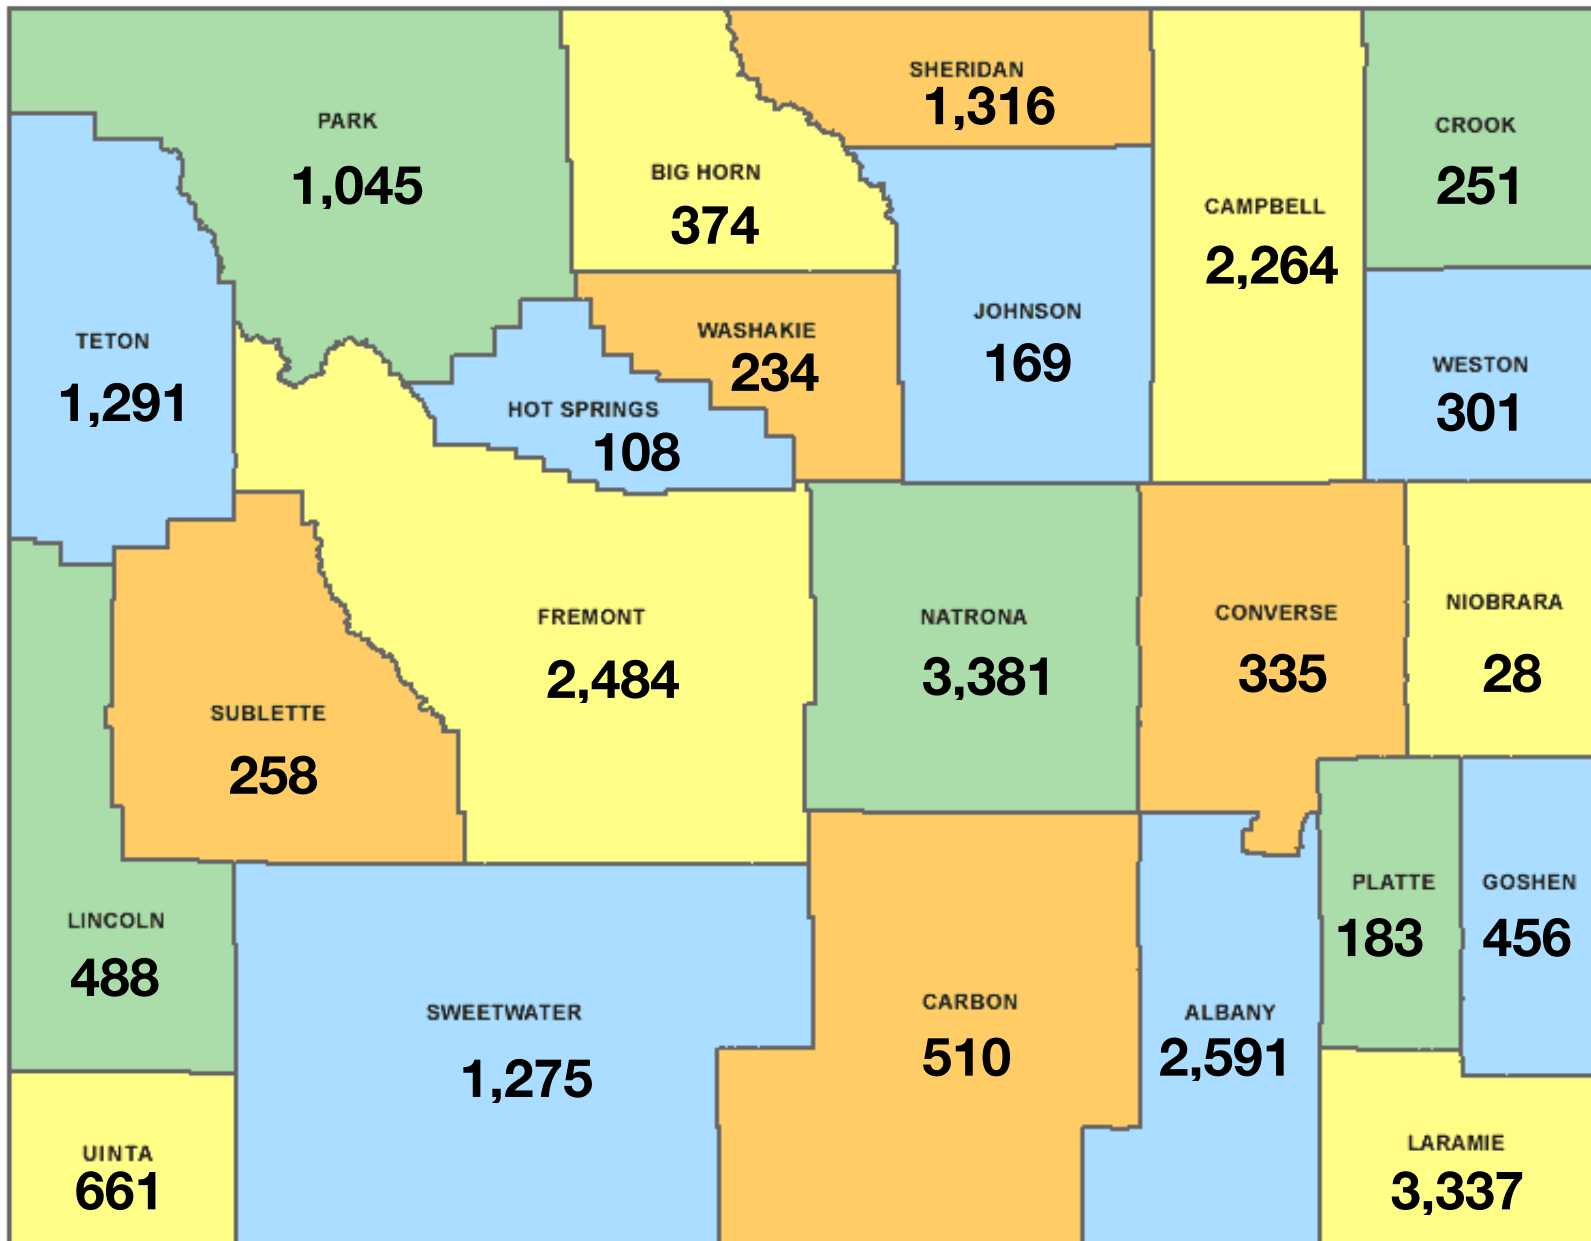 SHERIDAN
1,316
PARK
1,045
BIG HORN
374
CROOK
251
CAMPBELL
2,264
TETON
1,291
WASHAKIE
234
JOHNSON
169
WESTON
301
HOT SPRINGS
108
FREMONT
2,484
NATRONA
3,381
CONVERSE
335
NIOBRARA
28
SUBLETTE
258
LINCOLN
488
PLATTE
183
GOSHEN
456
SWEETWATER
1,275
CARBON
510
ALBANY
2,591
UINTA
661
LARAMIE
3,337